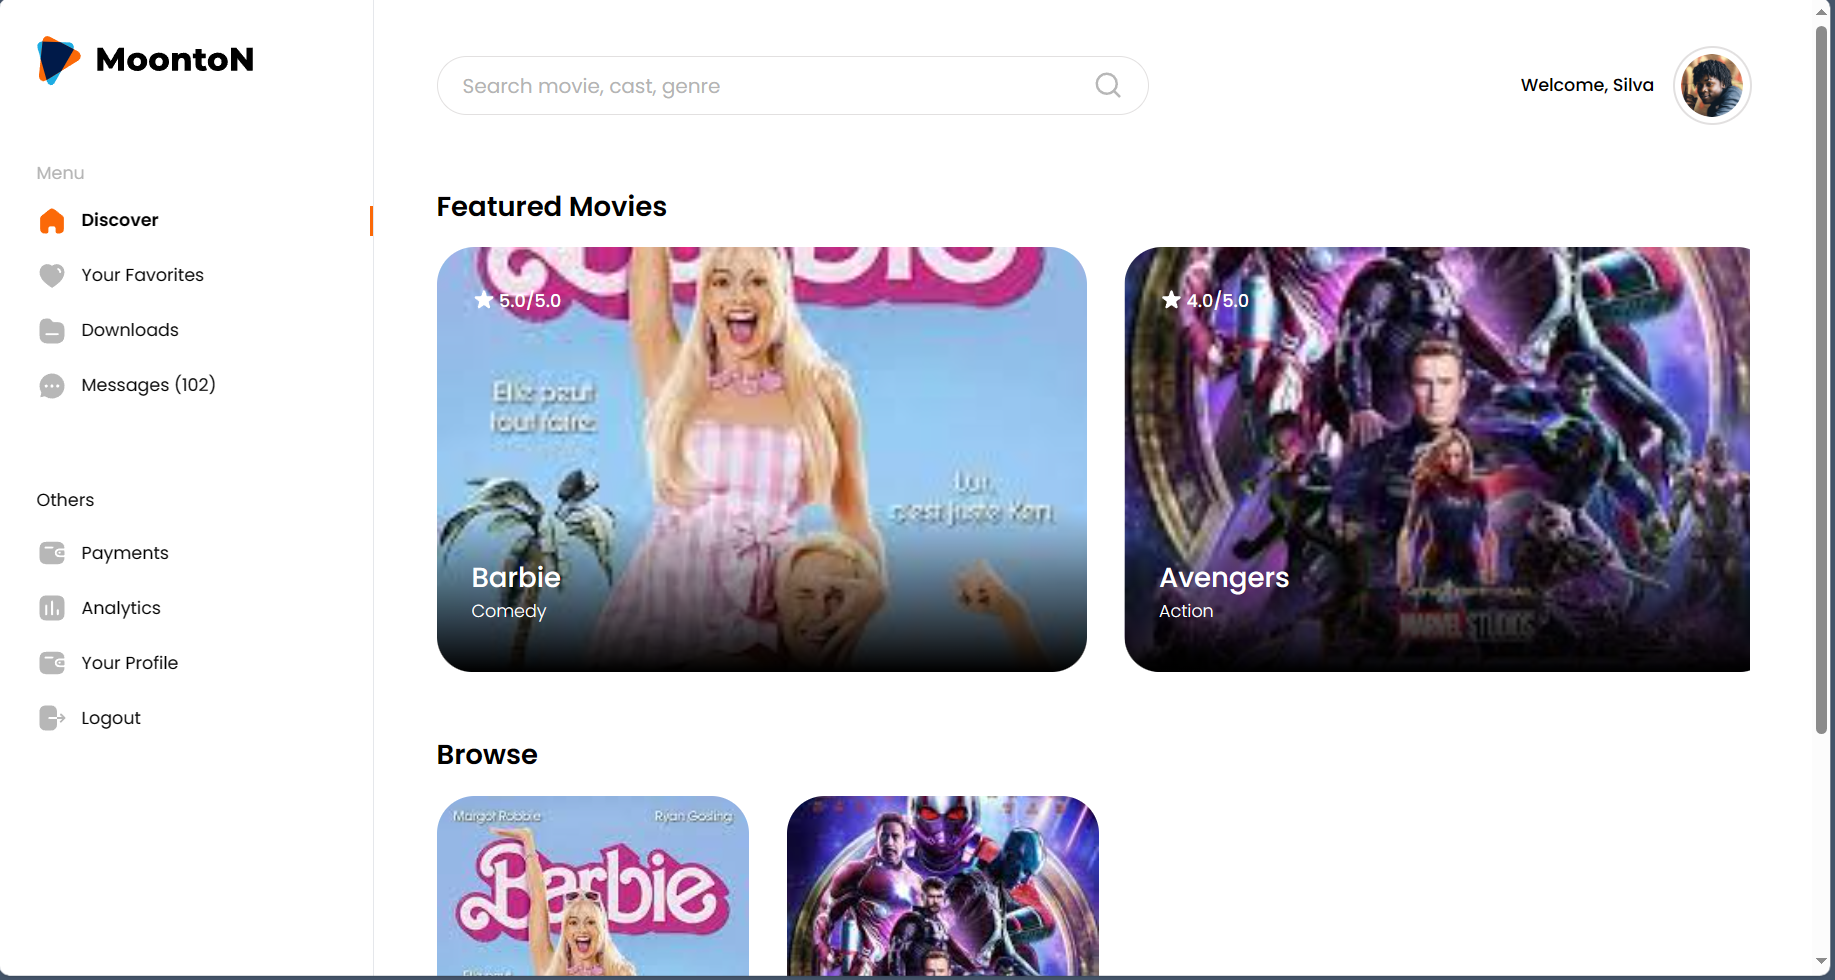 MoontoN
Search movie, cast, genre
Welcome, Silva
Menu
Discover
Your Favorites
Downloads
Messages (102)
Others
Payments
Analytics
Your Profile
Logout
Featured Movies
5.0/5.0
Elle peut
tout faire.
Lui,
c'est juste Ken.
Barbie
Comedy
4.0/5.0
MARVEL STUDIOS
Avengers
Action
Browse
Margot Robbie
Ryan Gosling
Barbie
Elle peut